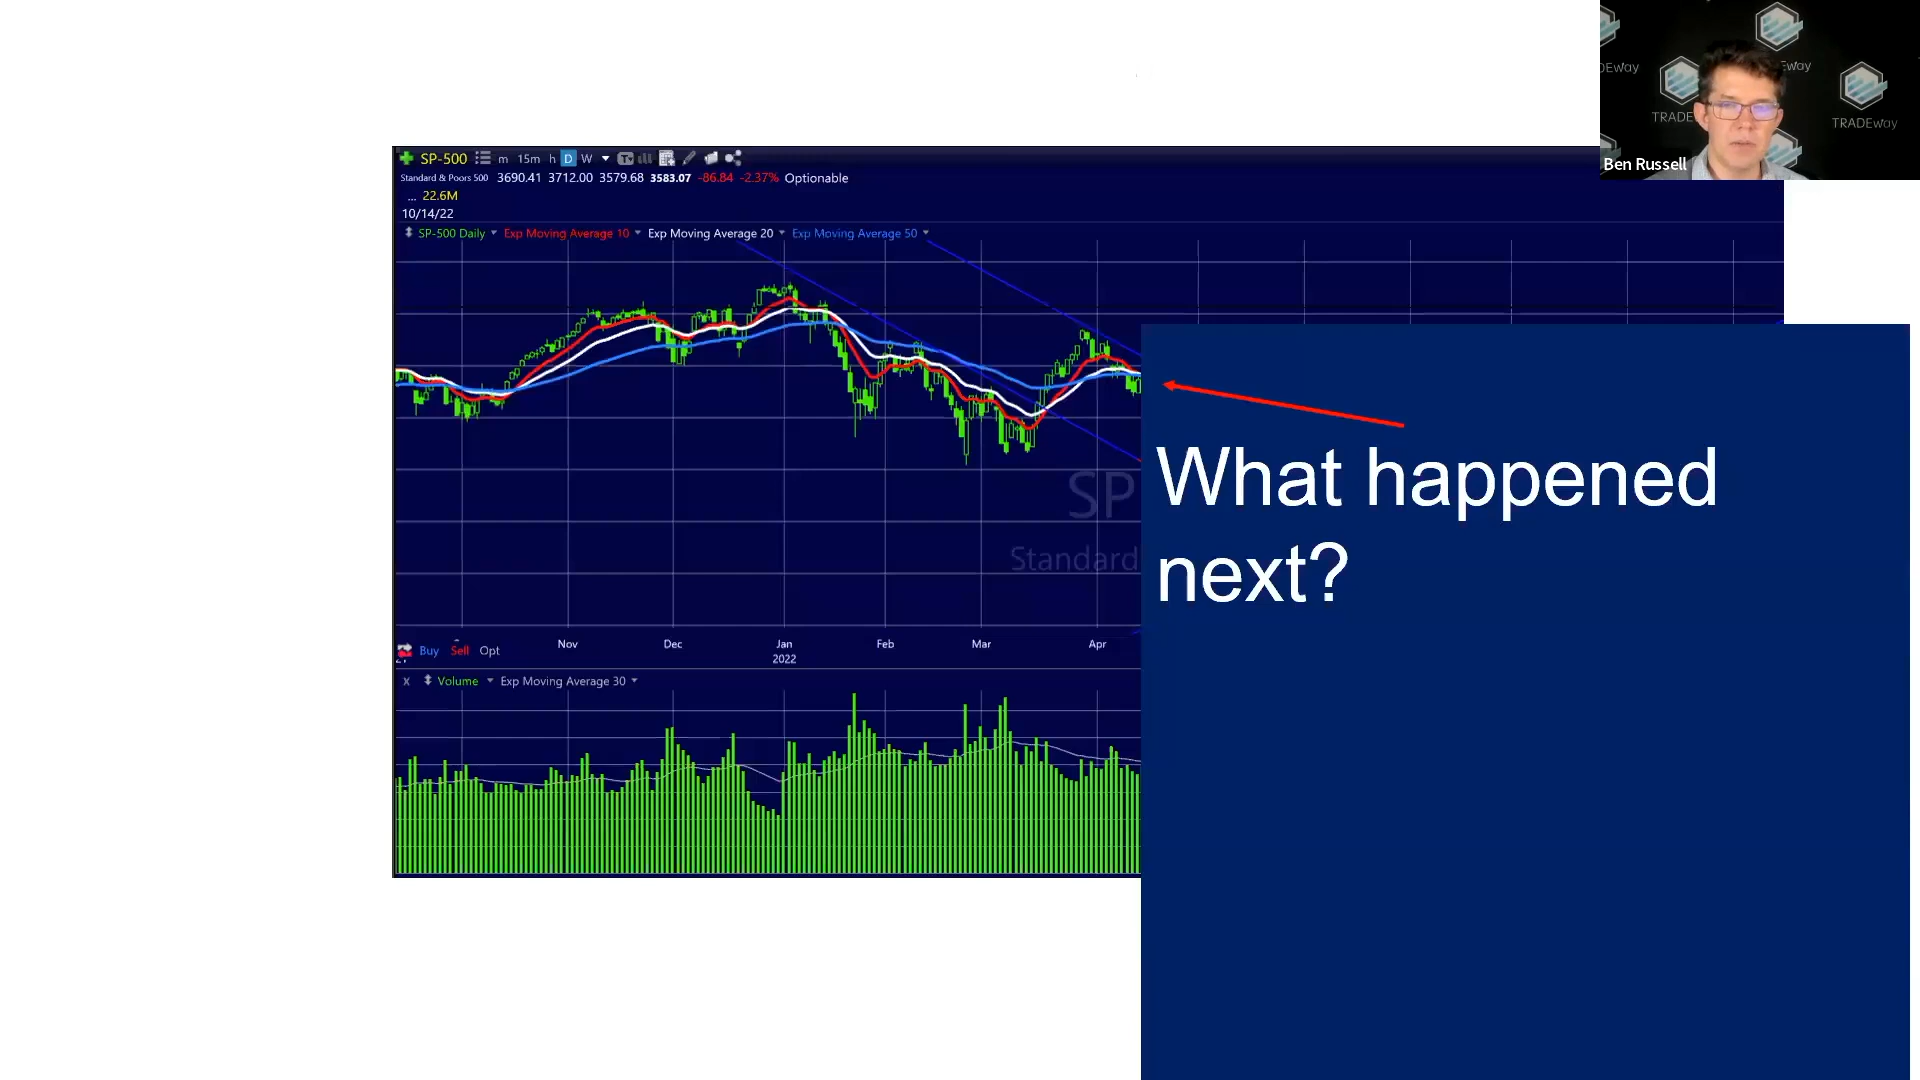 DEway
Eway
TRADE
TRADEway
Ben Russell
SP-500 m 15m h D W
Standard & Poors 500 3690.41 3712.00 3579.68 3583.07 -86.84 -2.37% Optionable
... 22.6M
10/14/22
SP-500 Daily Exp Moving Average 10 Exp Moving Average 20 Exp Moving Average 50
What happened
next?
SP
Standard
Nov Dec Jan Feb Mar Apr
2022
Buy Sell Opt
X Volume Exp Moving Average 30